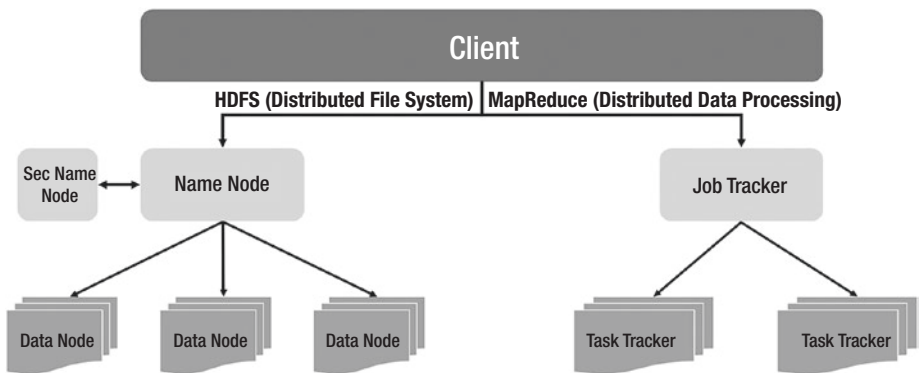 Client
HDFS (Distributed File System) MapReduce (Distributed Data Processing)
Sec Name
Node
Name Node
Job Tracker
Data Node
Data Node
Data Node
Task Tracker
Task Tracker